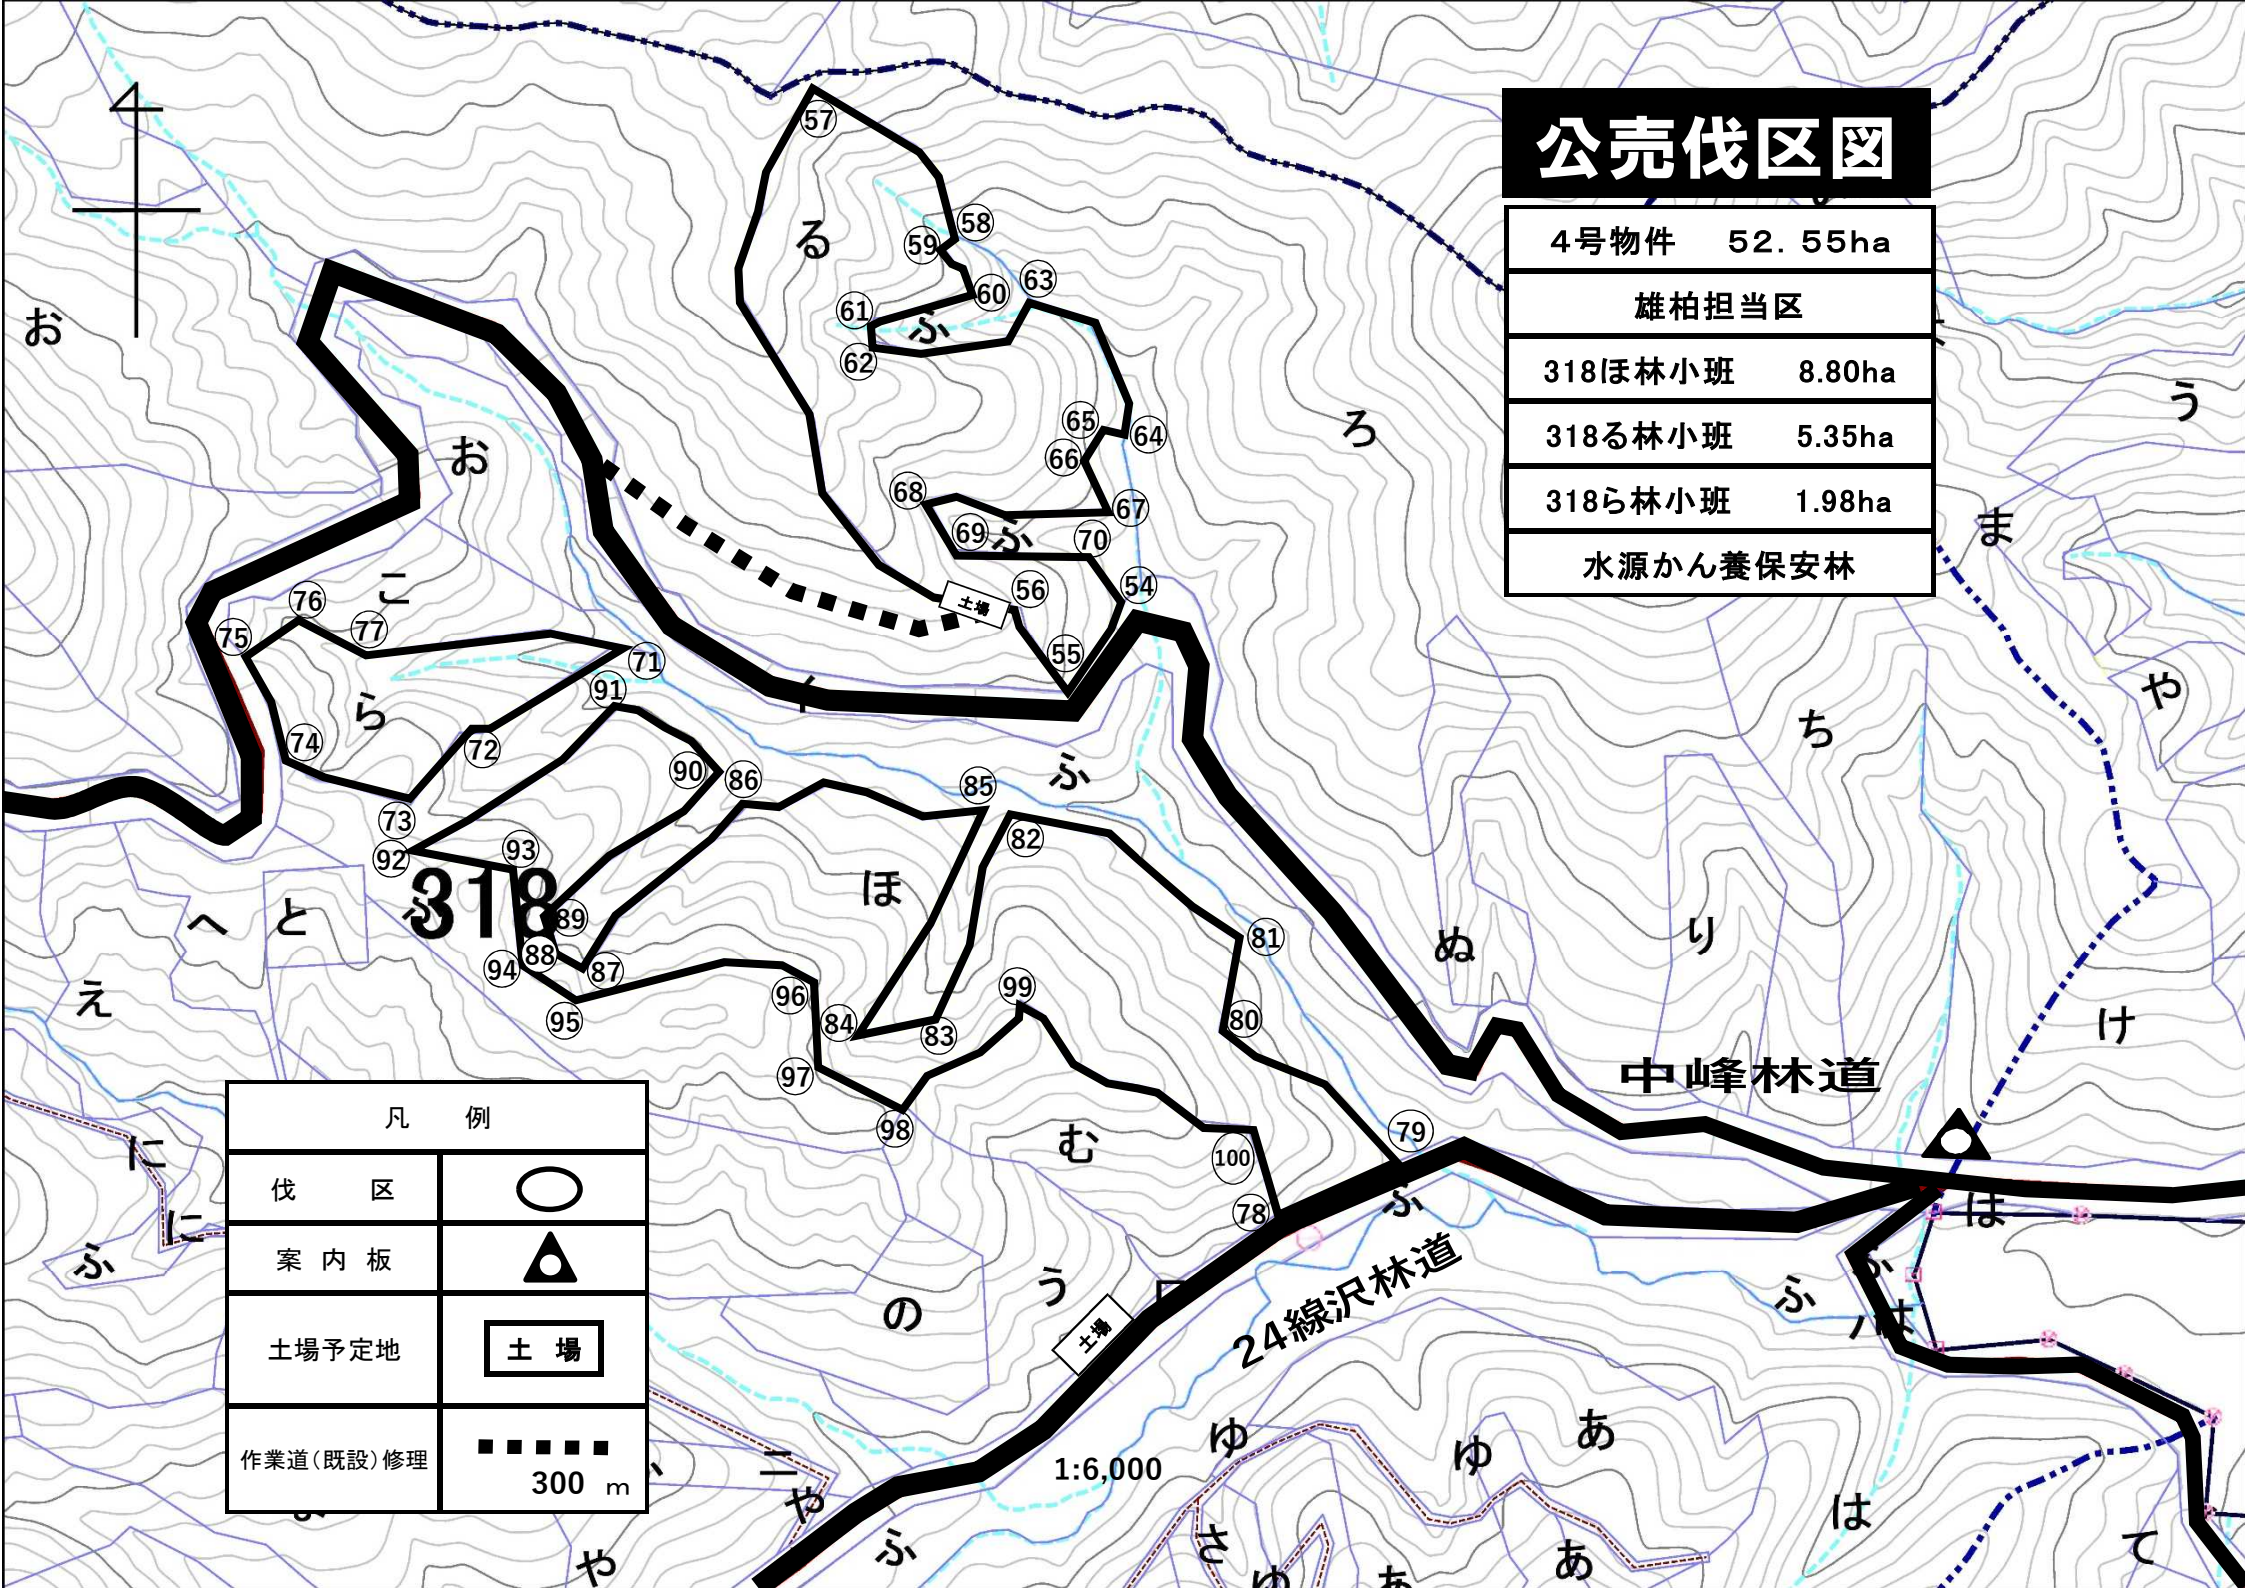 公売伐区図
4号物件 52.55ha
雄柏担当区
318ほ林小班 8.80ha
318る林小班 5.35ha
318ら林小班 1.98ha
水源かん養保安林
57
る
58
59
60
63
61
ふ
62
お
お
ろ
う
65
64
66
68
67
69
ふ
70
ま
土場
56
54
55
こ
76
77
75
71
91
や
ら
ち
74
72
90
86
85
ふ
73
82
92
93
ほ
318
ふ
89
へ
と
81
ぬ
り
88
94
87
え
96
99
95
84
83
80
け
97
中峰林道
98
む
79
100
78
ふ
は
に
に
ふ
の
う
ロ
土場
24線沢林道
ふ
ふ
は
凡例
伐区
案内板
土場予定地
土場
作業道(既設)修理
300 m
1:6,000
ニ
や
や
ふ
ゆ
ゆ
あ
さ
ゆ
あ
あ
は
て